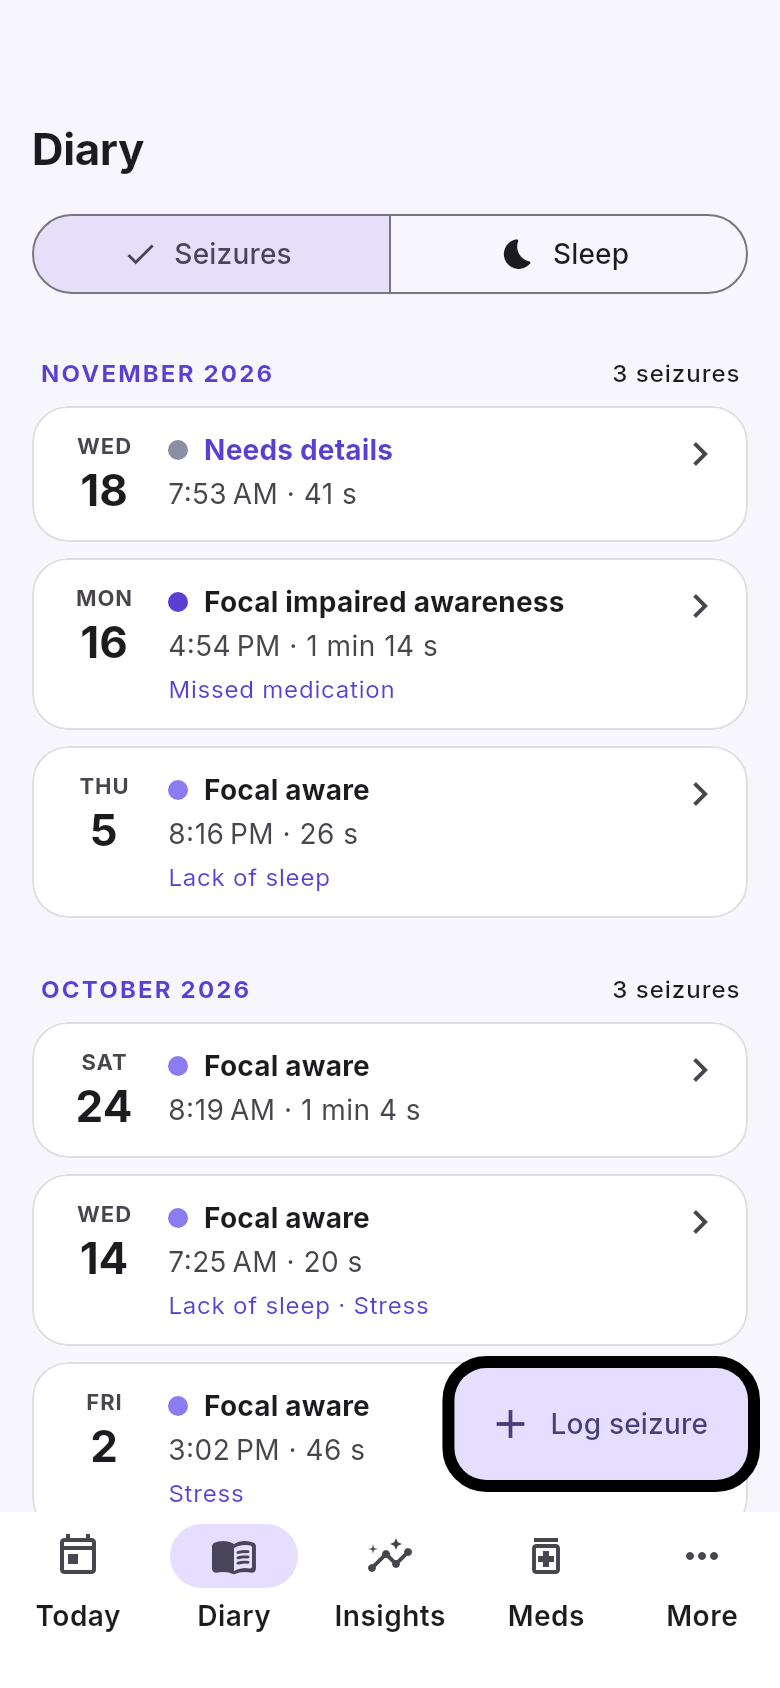 Diary
Seizures
Sleep
NOVEMBER 2026
3 seizures
WED
18
Needs details
7:53 AM · 41 s
MON
16
Focal impaired awareness
4:54 PM · 1 min 14 s
Missed medication
THU
5
Focal aware
8:16 PM · 26 s
Lack of sleep
OCTOBER 2026
3 seizures
SAT
24
Focal aware
8:19 AM · 1 min 4 s
WED
14
Focal aware
7:25 AM · 20 s
Lack of sleep · Stress
FRI
2
Focal aware
3:02 PM · 46 s
Stress
Log seizure
Today
Diary
Insights
Meds
More